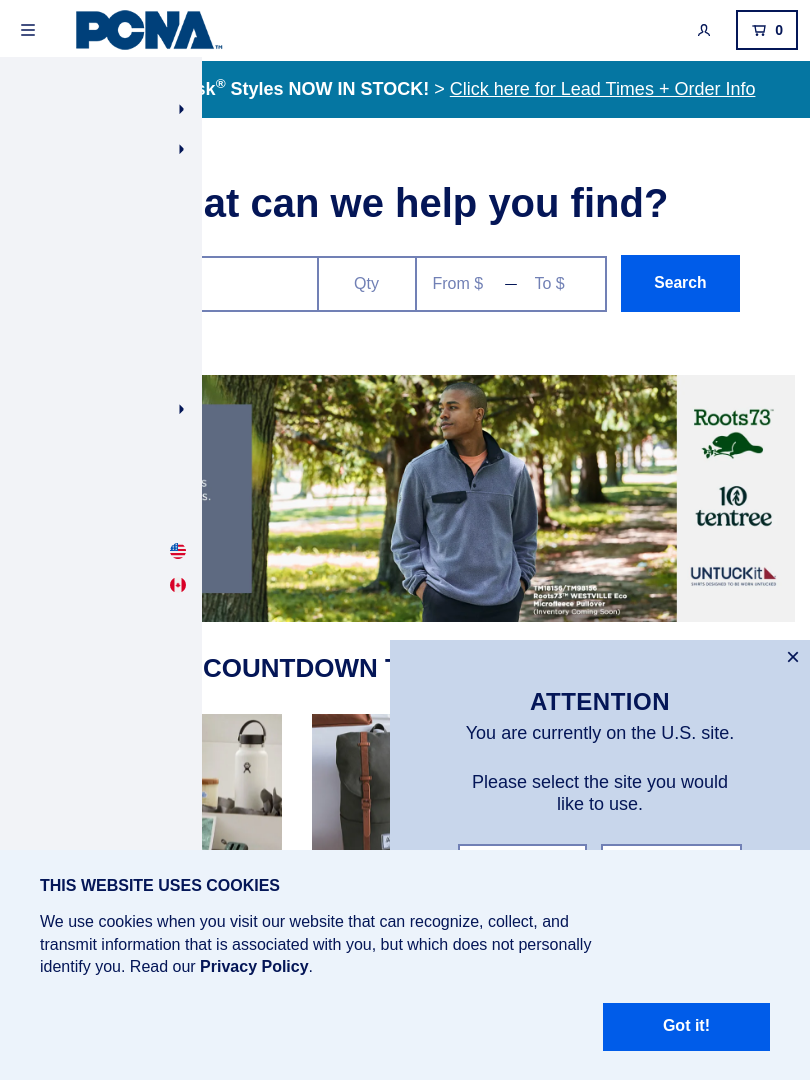 PCNA™
0
sk® Styles NOW IN STOCK! > Click here for Lead Times + Order Info
at can we help you find?
Qty
From $
To $
Search
s
s.
Roots73™
10
tentree
UNTUCKit
SHIRTS DESIGNED TO BE WORN UNTUCKED
TM18156/TM98156
Roots73™ WESTVILLE Eco
Microfleece Pullover
(Inventory Coming Soon)
COUNTDOWN T
ATTENTION
You are currently on the U.S. site.
Please select the site you would
like to use.
THIS WEBSITE USES COOKIES
We use cookies when you visit our website that can recognize, collect, and
transmit information that is associated with you, but which does not personally
identify you. Read our Privacy Policy.
Got it!